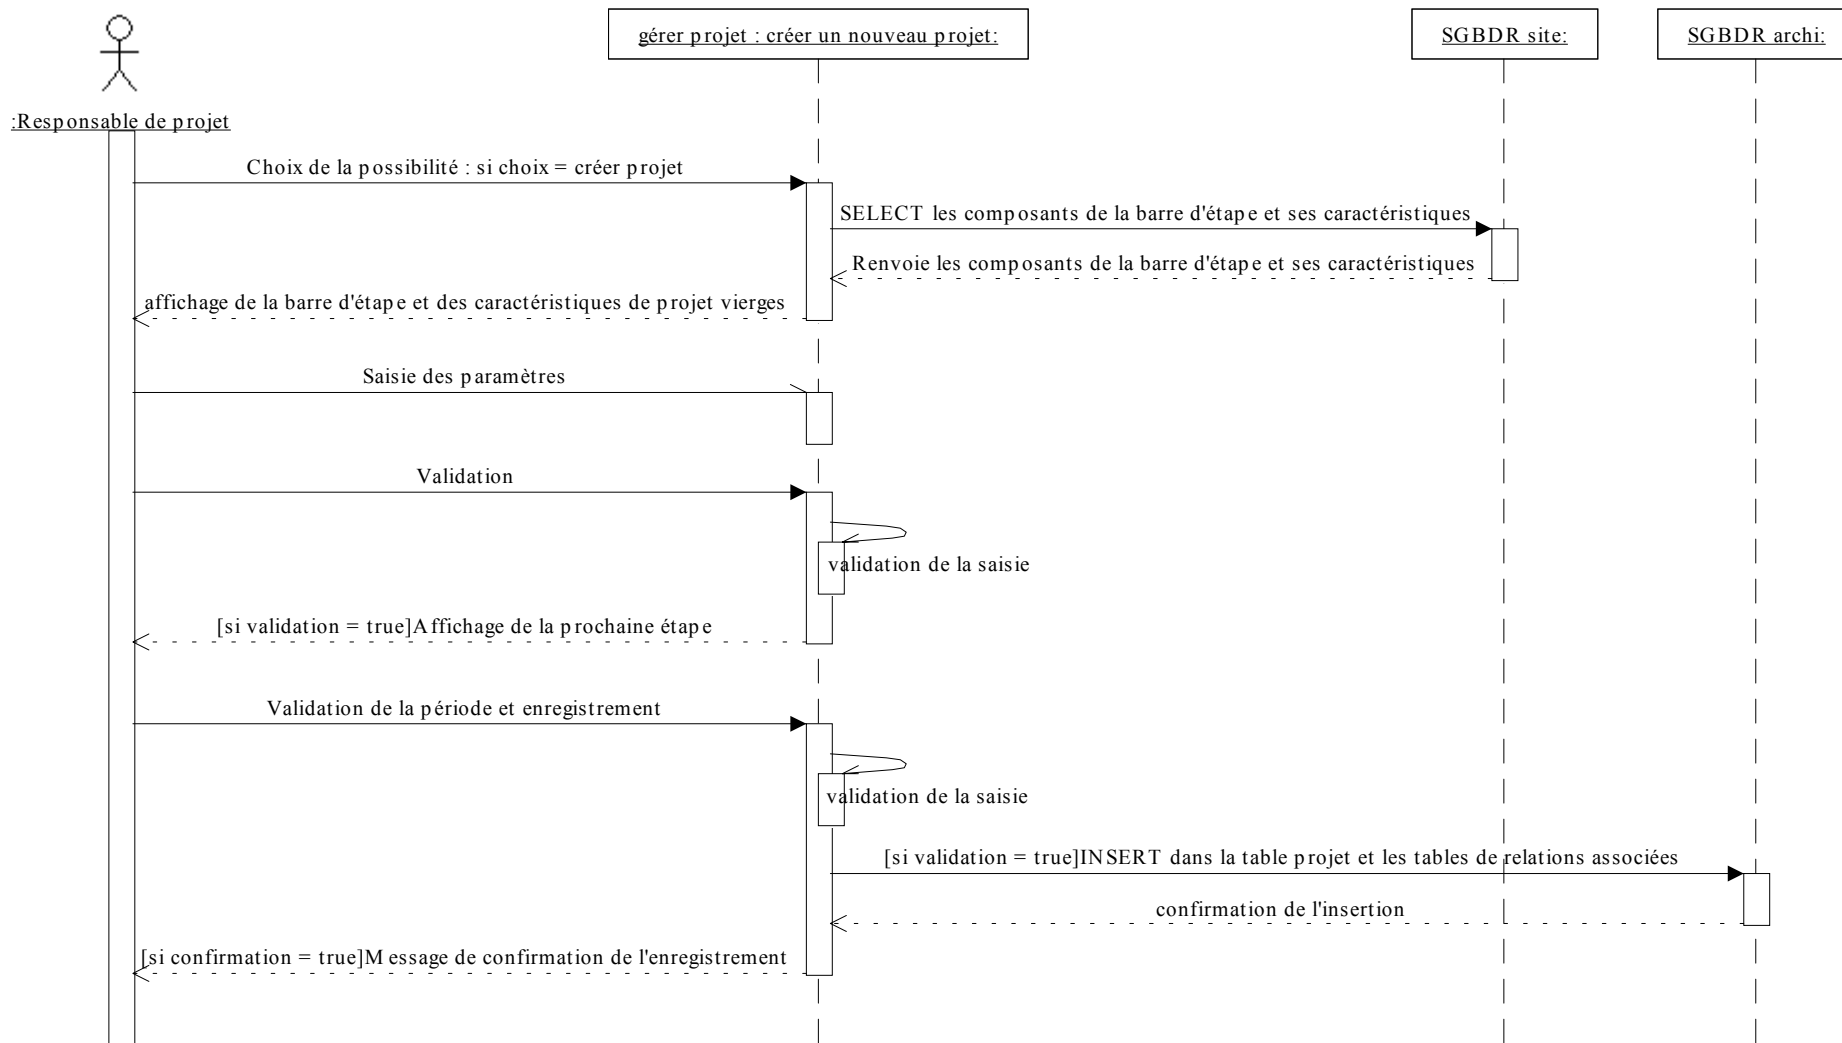 gérer projet : créer un nouveau projet:
SGBDR site:
SGBDR archi:
:Responsable de projet
Choix de la possibilité : si choix = créer projet
SELECT les composants de la barre d'étape et ses caractéristiques
Renvoie les composants de la barre d'étape et ses caractéristiques
affichage de la barre d'étape et des caractéristiques de projet vierges
Saisie des paramètres
Validation
validation de la saisie
[si validation = true]Affichage de la prochaine étape
Validation de la période et enregistrement
validation de la saisie
[si validation = true]INSERT dans la table projet et les tables de relations associées
confirmation de l'insertion
[si confirmation = true]Message de confirmation de l'enregistrement